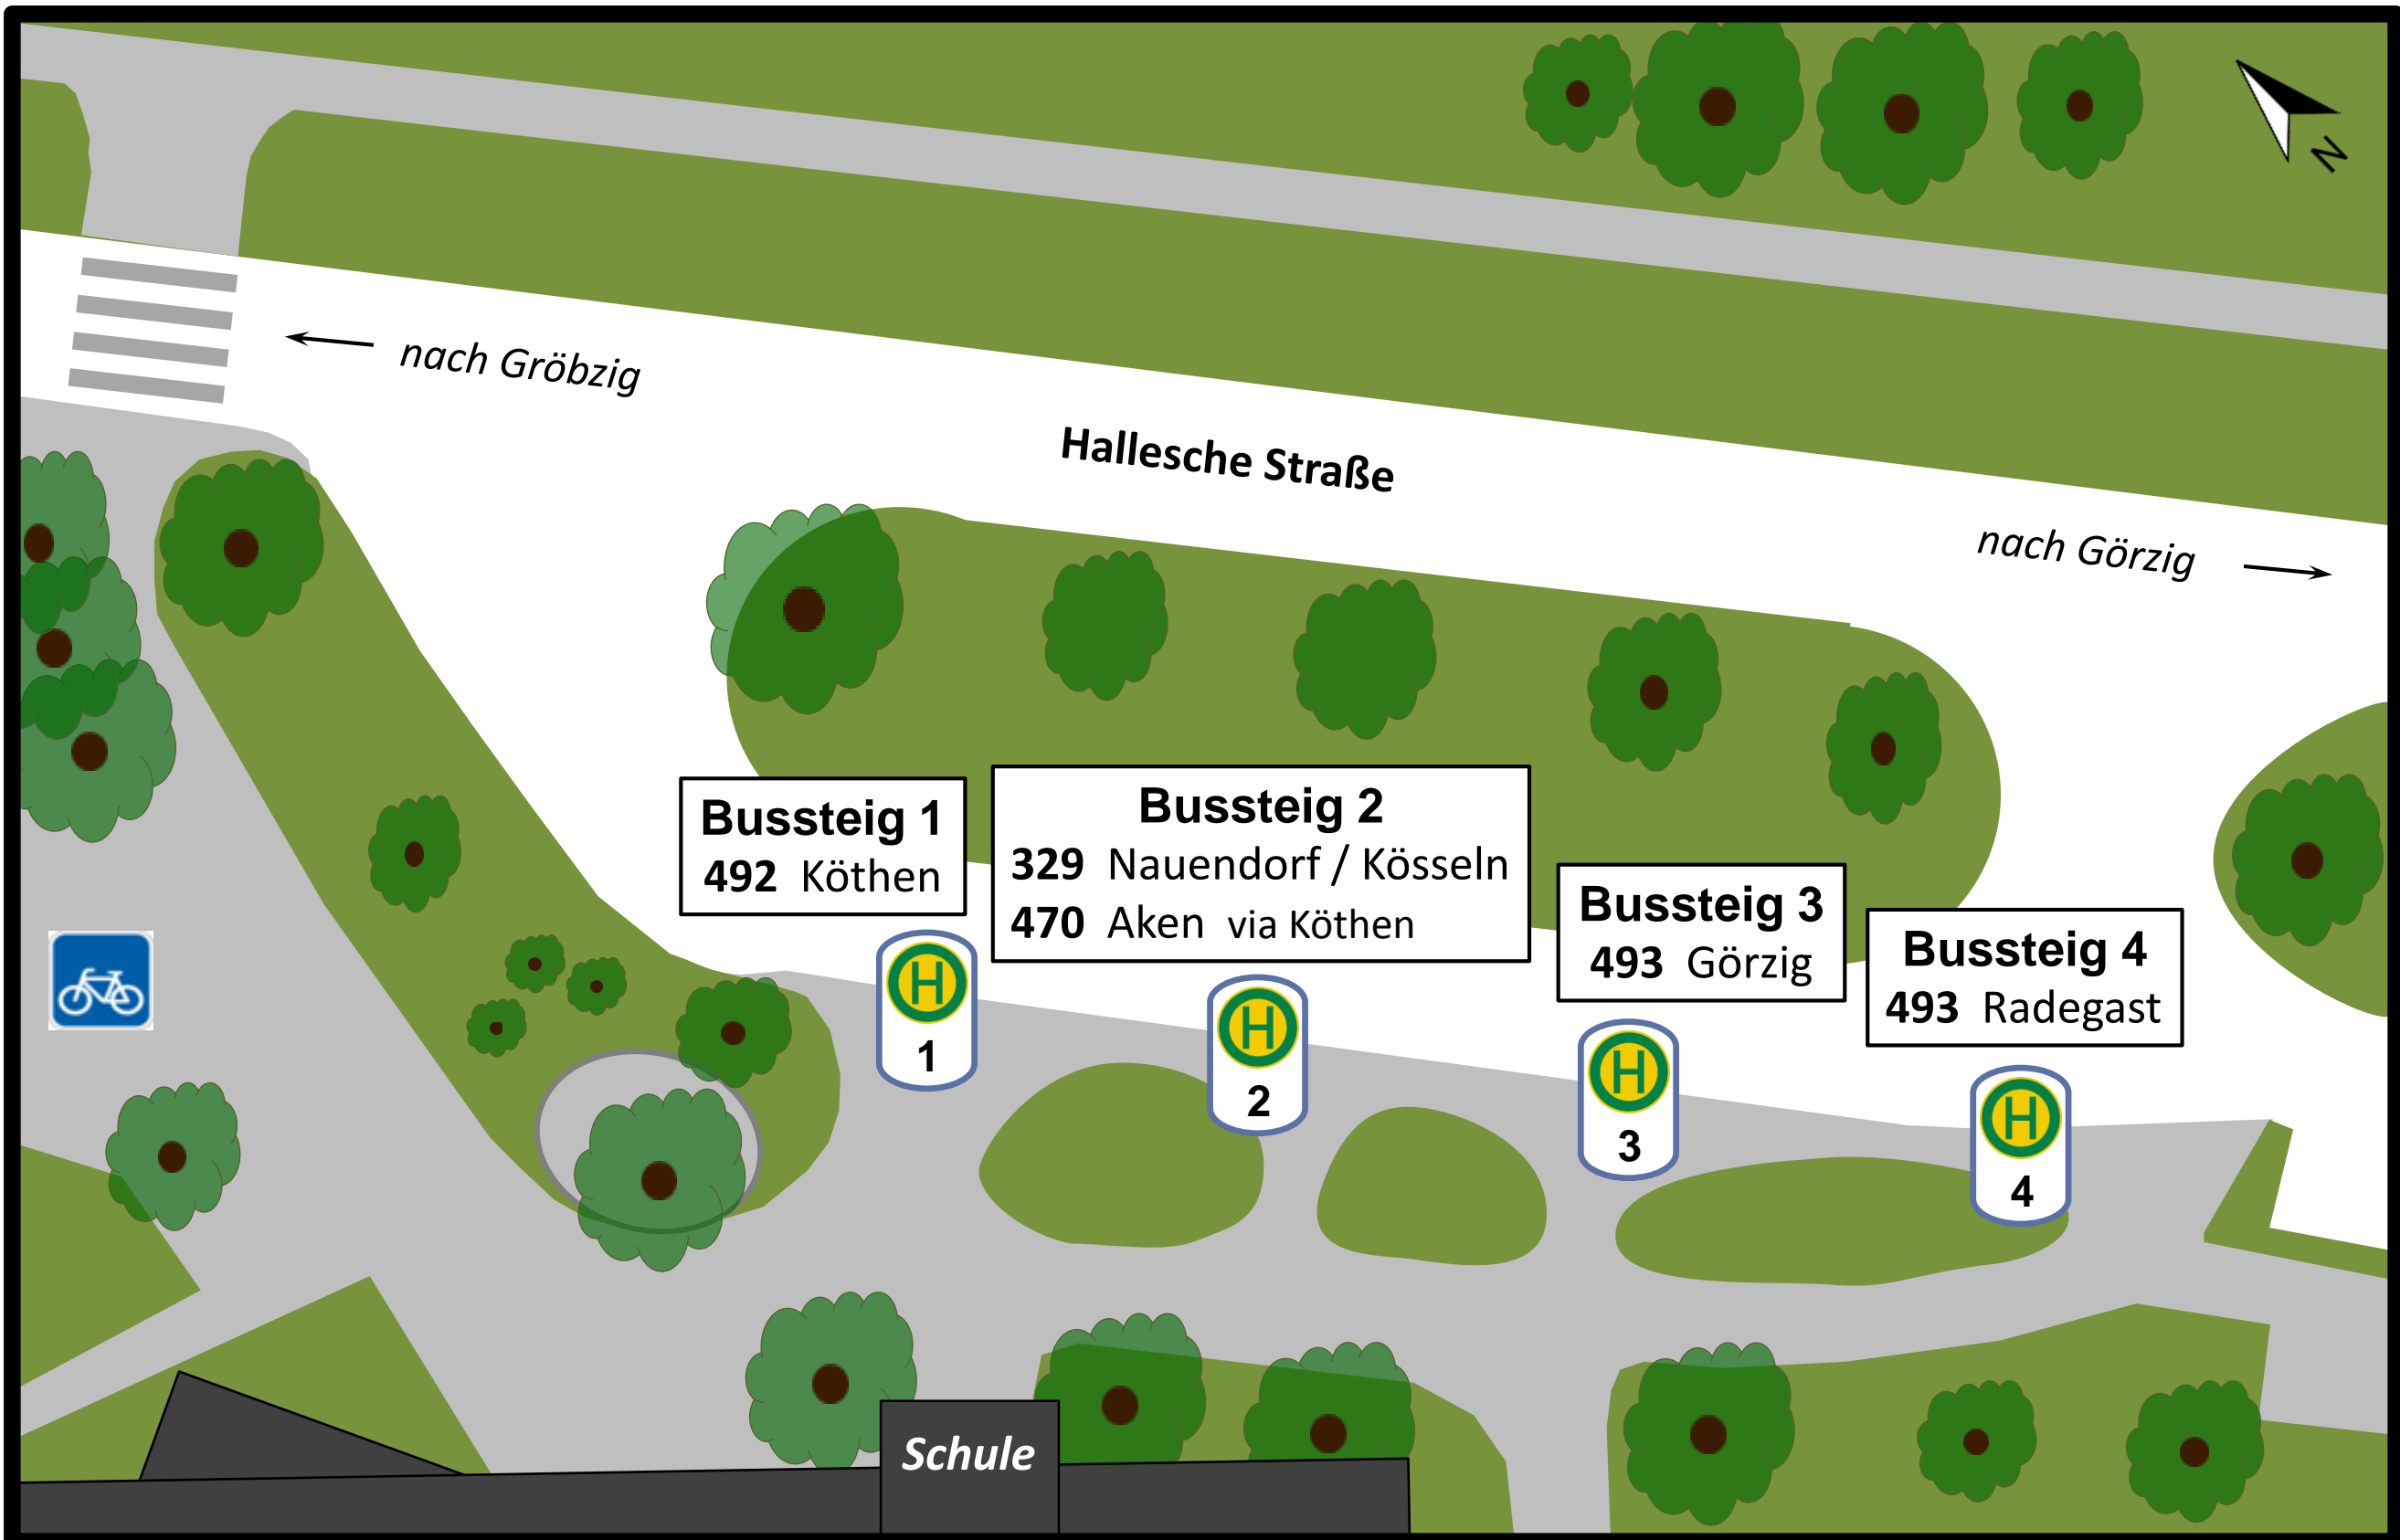 N
nach Gröbzig
Hallesche Straße
nach Görzig
Bussteig 1
492 Köthen
Bussteig 2
329 Nauendorf / Kösseln
470 Aken via Köthen
Bussteig 3
493 Görzig
Bussteig 4
493 Radegast
H
1
H
2
H
3
H
4
Schule